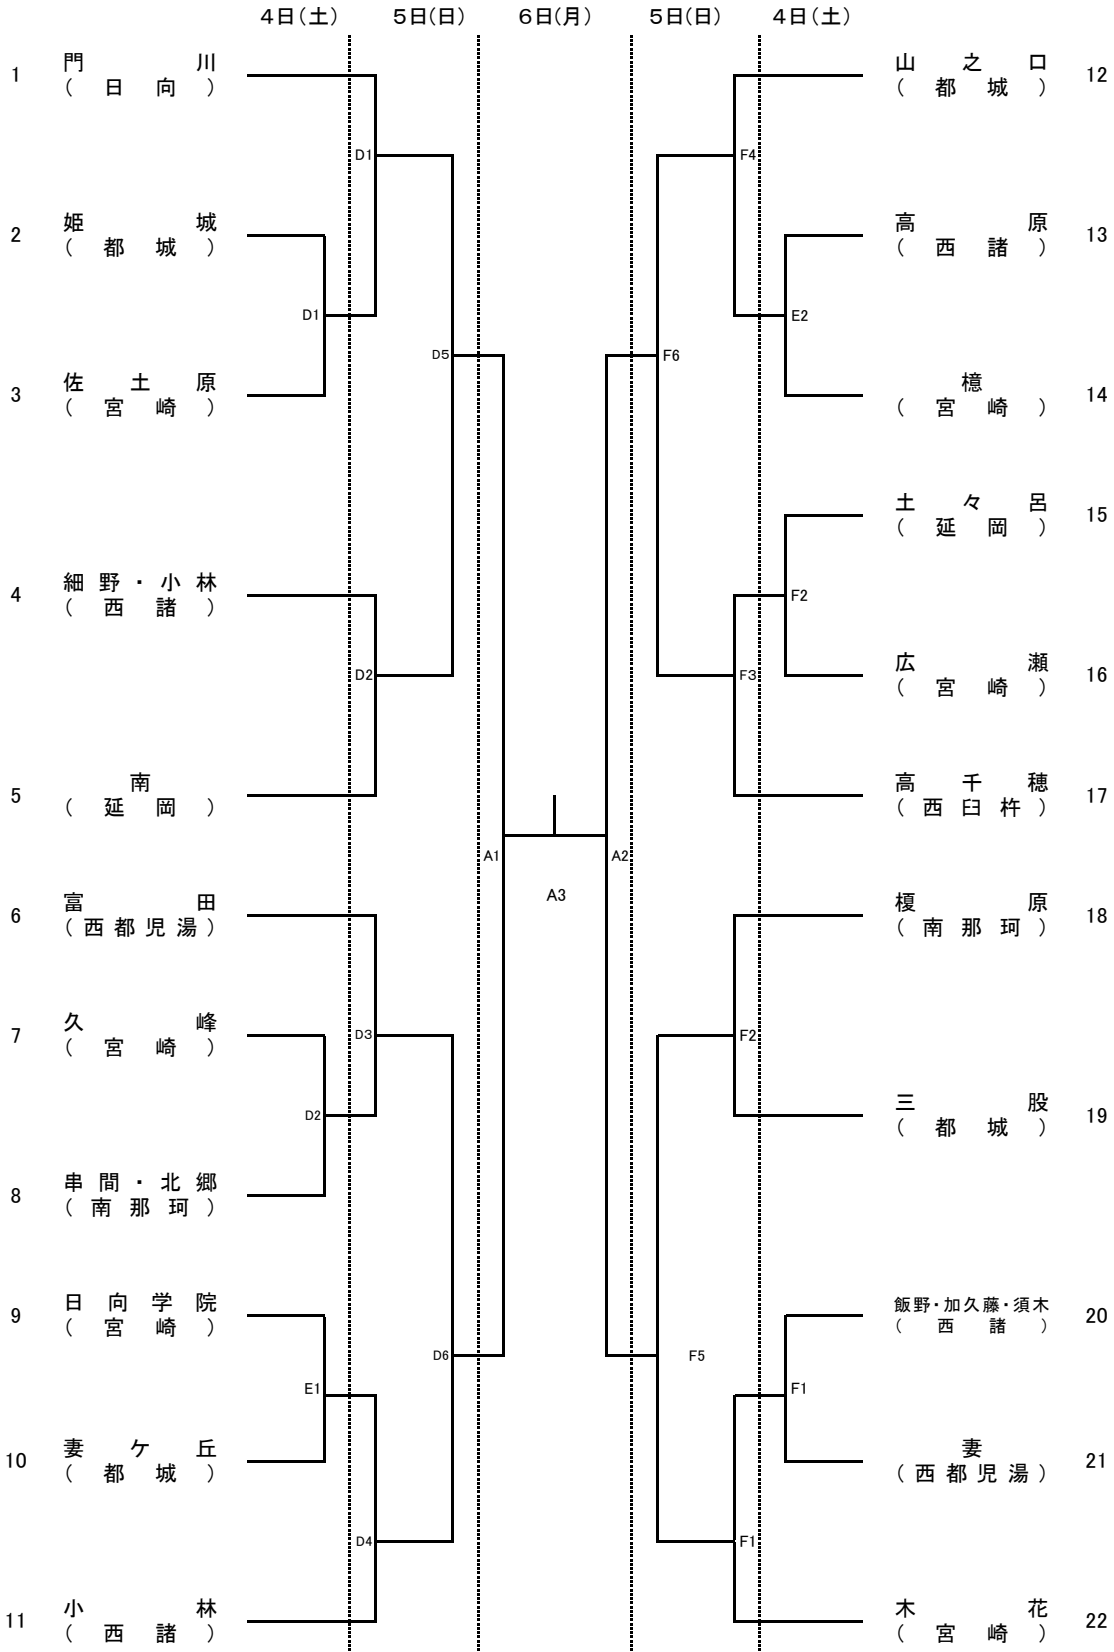 4日(土) 5日(日) 6日(月) 5日(日) 4日(土)
1 門川
(日向)
D1
2 姫城
(都城)
D1
3 佐土原
(宮崎)
D5
4 細野・小林
(西諸)
D2
5 南
(延岡)
A1
6 富田
(西都児湯)
7 久峰
(宮崎)
D3
D2
8 串間・北郷
(南那珂)
9 日向学院
(宮崎)
D6
E1
10 妻ケ丘
(都城)
D4
11 小林
(西諸)
A3
山之口
(都城) 12
F4
高原
(西諸) 13
E2
F6
檍
(宮崎) 14
土々呂
(延岡) 15
F2
広瀬
(宮崎) 16
F3
高千穂
(西臼杵) 17
A2
榎原
(南那珂) 18
F2
三股
(都城) 19
飯野・加久藤・須木
(西諸) 20
F5
F1
妻
(西都児湯) 21
F1
木花
(宮崎) 22